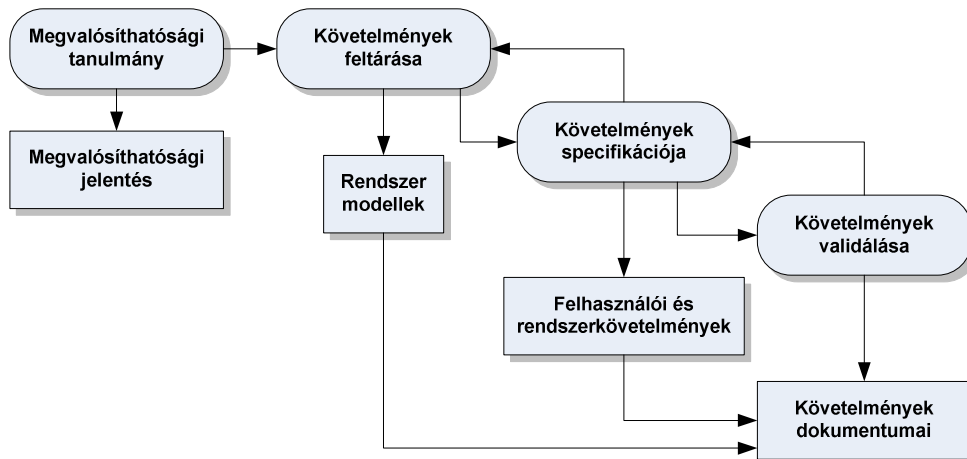 Megvalósíthatósági
tanulmány
Követelmények
feltárása
Követelmények
specifikációja
Megvalósíthatósági
jelentés
Rendszer
modellek
Követelmények
validálása
Felhasználói és
rendszerkövetelmények
Követelmények
dokumentumai